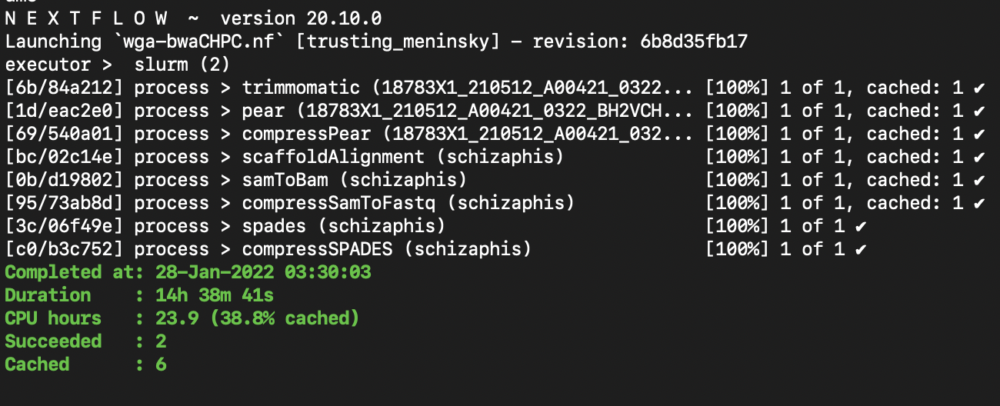 N E X T F L O W  ~  version 20.10.0
Launching `wga-bwaCHPC.nf` [trusting_meninsky] - revision: 6b8d35fb17
executor >  slurm (2)
[6b/84a212] process > trimmomatic (18783X1_210512_A00421_0322... [100%] 1 of 1, cached: 1 ✔
[1d/eac2e0] process > pear (18783X1_210512_A00421_0322_BH2VCH... [100%] 1 of 1, cached: 1 ✔
[69/540a01] process > compressPear (18783X1_210512_A00421_032... [100%] 1 of 1, cached: 1 ✔
[bc/02c14e] process > scaffoldAlignment (schizaphis)             [100%] 1 of 1, cached: 1 ✔
[0b/d19802] process > samToBam (schizaphis)                      [100%] 1 of 1, cached: 1 ✔
[95/73ab8d] process > compressSamToFastq (schizaphis)            [100%] 1 of 1, cached: 1 ✔
[3c/06f49e] process > spades (schizaphis)                        [100%] 1 of 1 ✔
[c0/b3c752] process > compressSPADES (schizaphis)                [100%] 1 of 1 ✔
Completed at: 28-Jan-2022 03:30:03
Duration    : 14h 38m 41s
CPU hours   : 23.9 (38.8% cached)
Succeeded   : 2
Cached      : 6